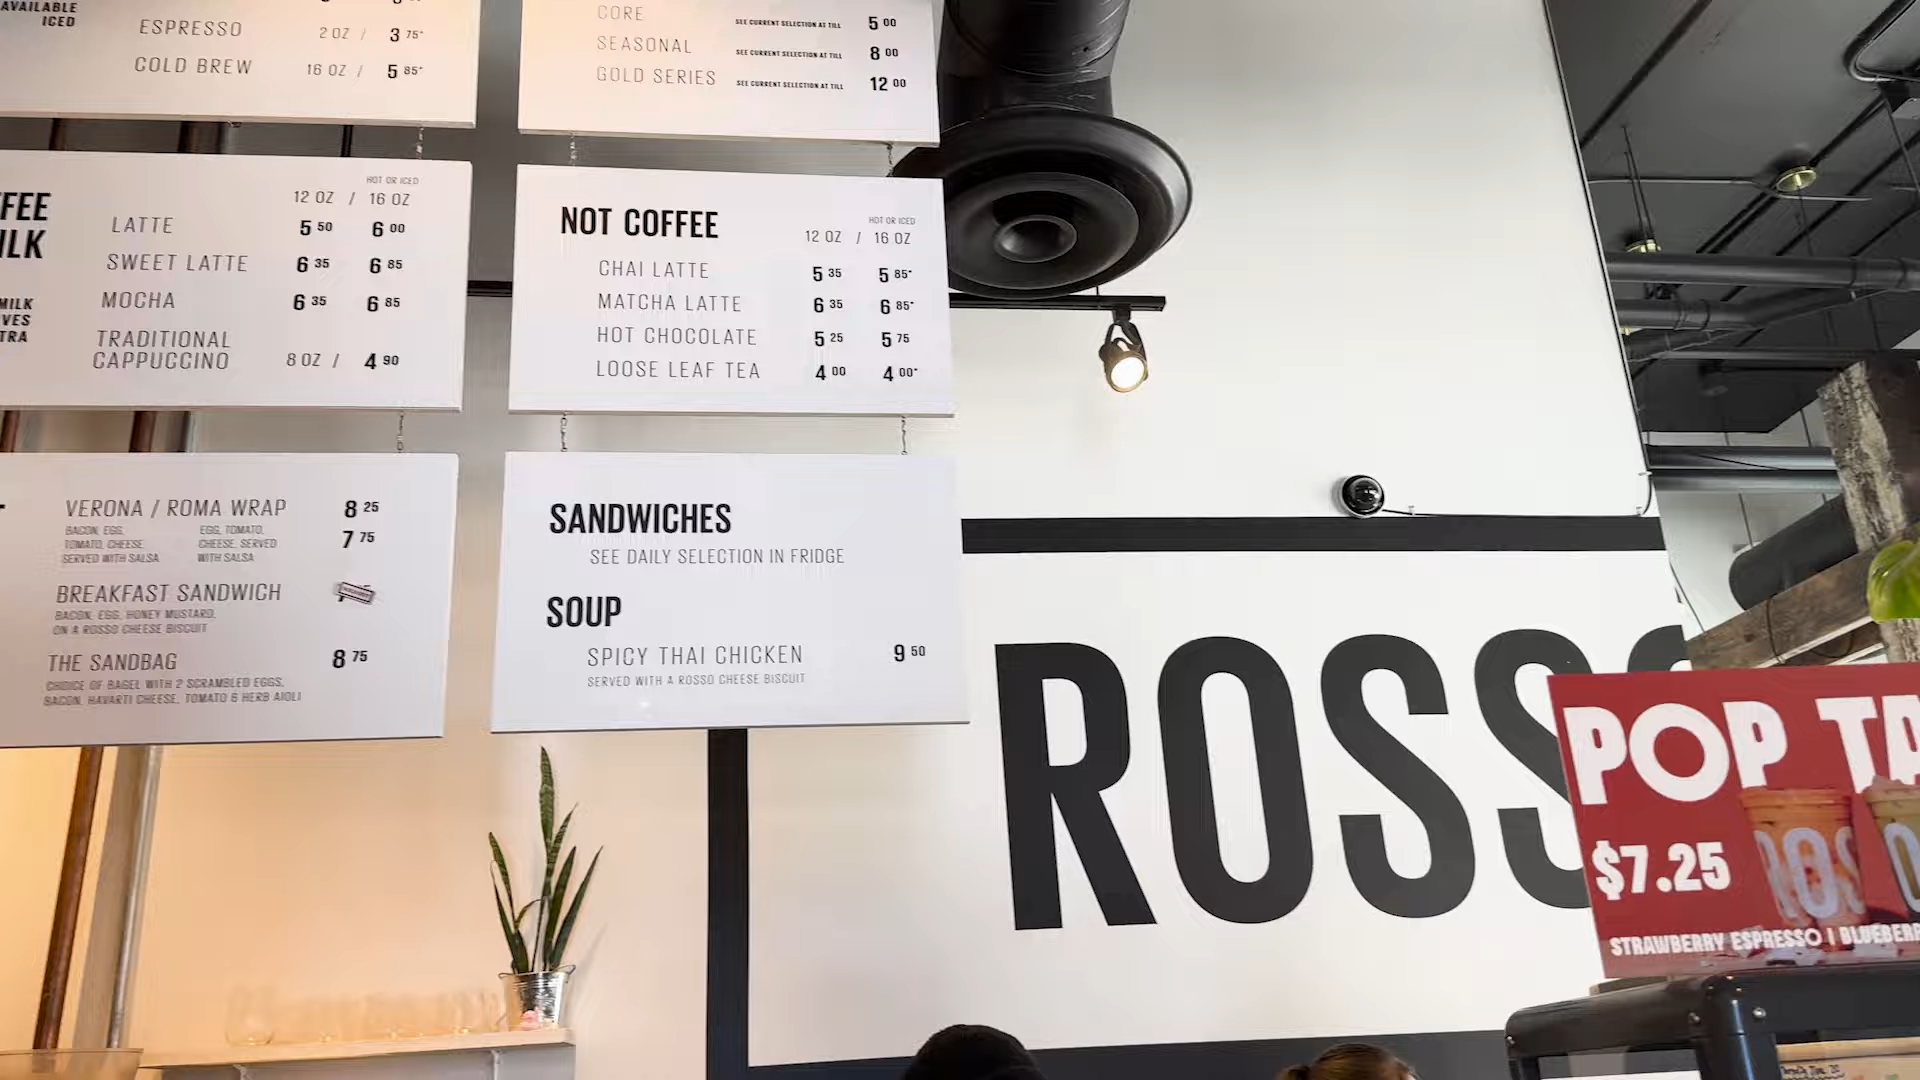 AVAILABLE
ICED
ESPRESSO 2 OZ / 3 75*
COLD BREW 16 OZ / 5 85*
CORE SEE CURRENT SELECTION AT TILL 5 00
SEASONAL SEE CURRENT SELECTION AT TILL 8 00
GOLD SERIES SEE CURRENT SELECTION AT TILL 12 00
HOT OR ICED
12 OZ / 16 OZ
LATTE 5 50 6 00
SWEET LATTE 6 35 6 85
MOCHA 6 35 6 85
TRADITIONAL
CAPPUCCINO 8 OZ / 4 90
FEE
ILK
MILK
VES
TRA
NOT COFFEE
HOT OR ICED
12 OZ / 16 OZ
CHAI LATTE 5 35 5 85*
MATCHA LATTE 6 35 6 85*
HOT CHOCOLATE 5 25 5 75
LOOSE LEAF TEA 4 00 4 00*
VERONA / ROMA WRAP 8 25
7 75
BACON, EGG,
TOMATO, CHEESE
SERVED WITH SALSA
EGG, TOMATO,
CHEESE, SERVED
WITH SALSA
BREAKFAST SANDWICH
BACON, EGG, HONEY MUSTARD,
ON A ROSSO CHEESE BISCUIT
THE SANDBAG 8 75
CHOICE OF BAGEL WITH 2 SCRAMBLED EGGS,
BACON, HAVARTI CHEESE, TOMATO & HERB AIOLI
SANDWICHES
SEE DAILY SELECTION IN FRIDGE
SOUP
SPICY THAI CHICKEN 9 50
SERVED WITH A ROSSO CHEESE BISCUIT
ROSSO
POP TA
$7.25
STRAWBERRY ESPRESSO | BLUEBERR